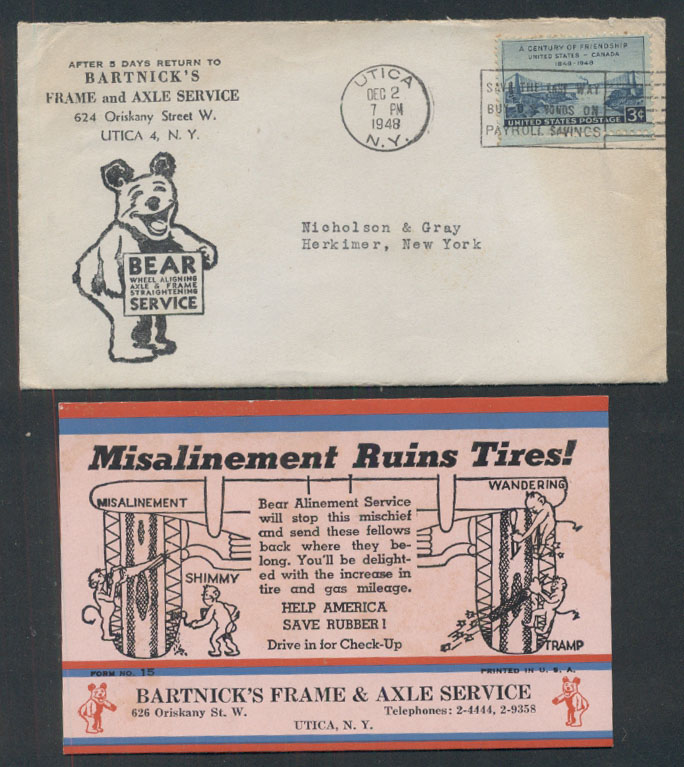 AFTER 5 DAYS RETURN TO
BARTNICK'S
FRAME and AXLE SERVICE
624 Oriskany Street W.
UTICA 4, N. Y.
BEAR
WHEEL ALIGNING
AXLE & FRAME
STRAIGHTENING
SERVICE
UTICA
DEC 2
7 PM
1948
N.Y.
A CENTURY OF FRIENDSHIP
UNITED STATES - CANADA
1848-1948
SAVE THE WAY
BUY BONDS ON
UNITED STATES POSTAGE 3¢
PAYROLL SAVINGS
Nicholson & Gray
Herkimer, New York
Misalinement Ruins Tires!
MISALINEMENT
WANDERING
Bear Alinement Service
will stop this mischief
and send these fellows
back where they be-
long. You'll be delight-
ed with the increase in
tire and gas mileage.
SHIMMY
HELP AMERICA
SAVE RUBBER!
Drive in for Check-Up
TRAMP
FORM NO. 15
PRINTED IN U. S. A.
BARTNICK'S FRAME & AXLE SERVICE
626 Oriskany St. W. Telephones: 2-4444, 2-9358
UTICA, N. Y.